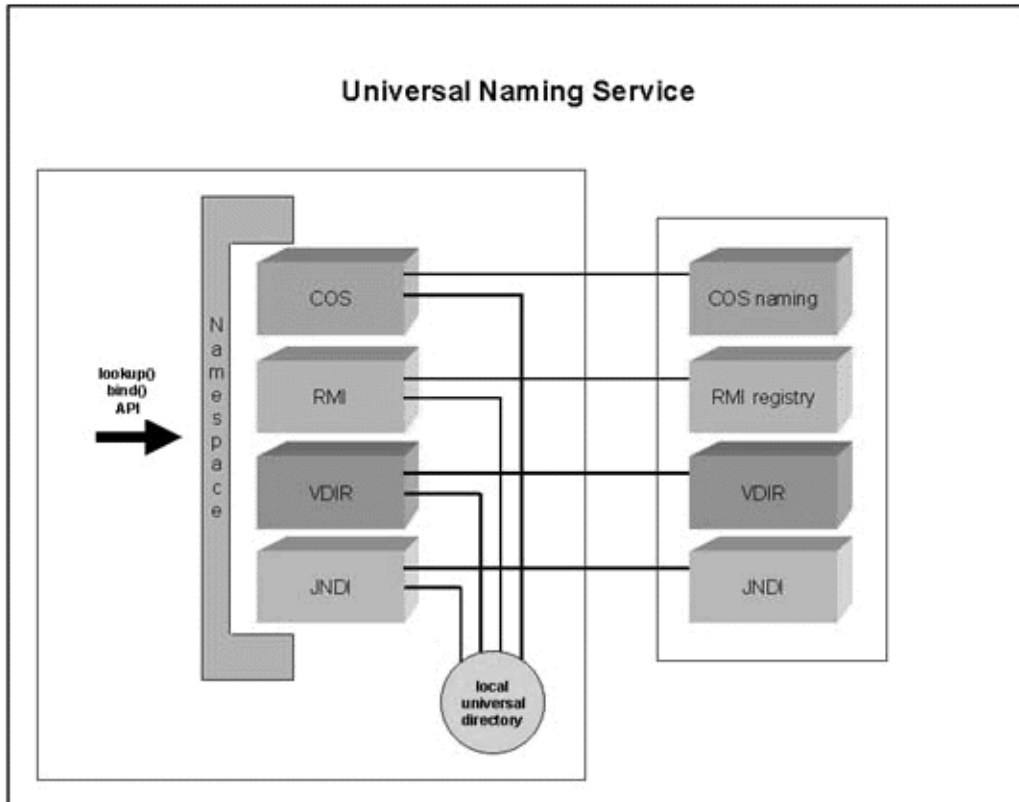 Universal Naming Service
lookup()
bind()
API
Namespace
COS
RMI
VDIR
JNDI
local
universal
directory
COS naming
RMI registry
VDIR
JNDI